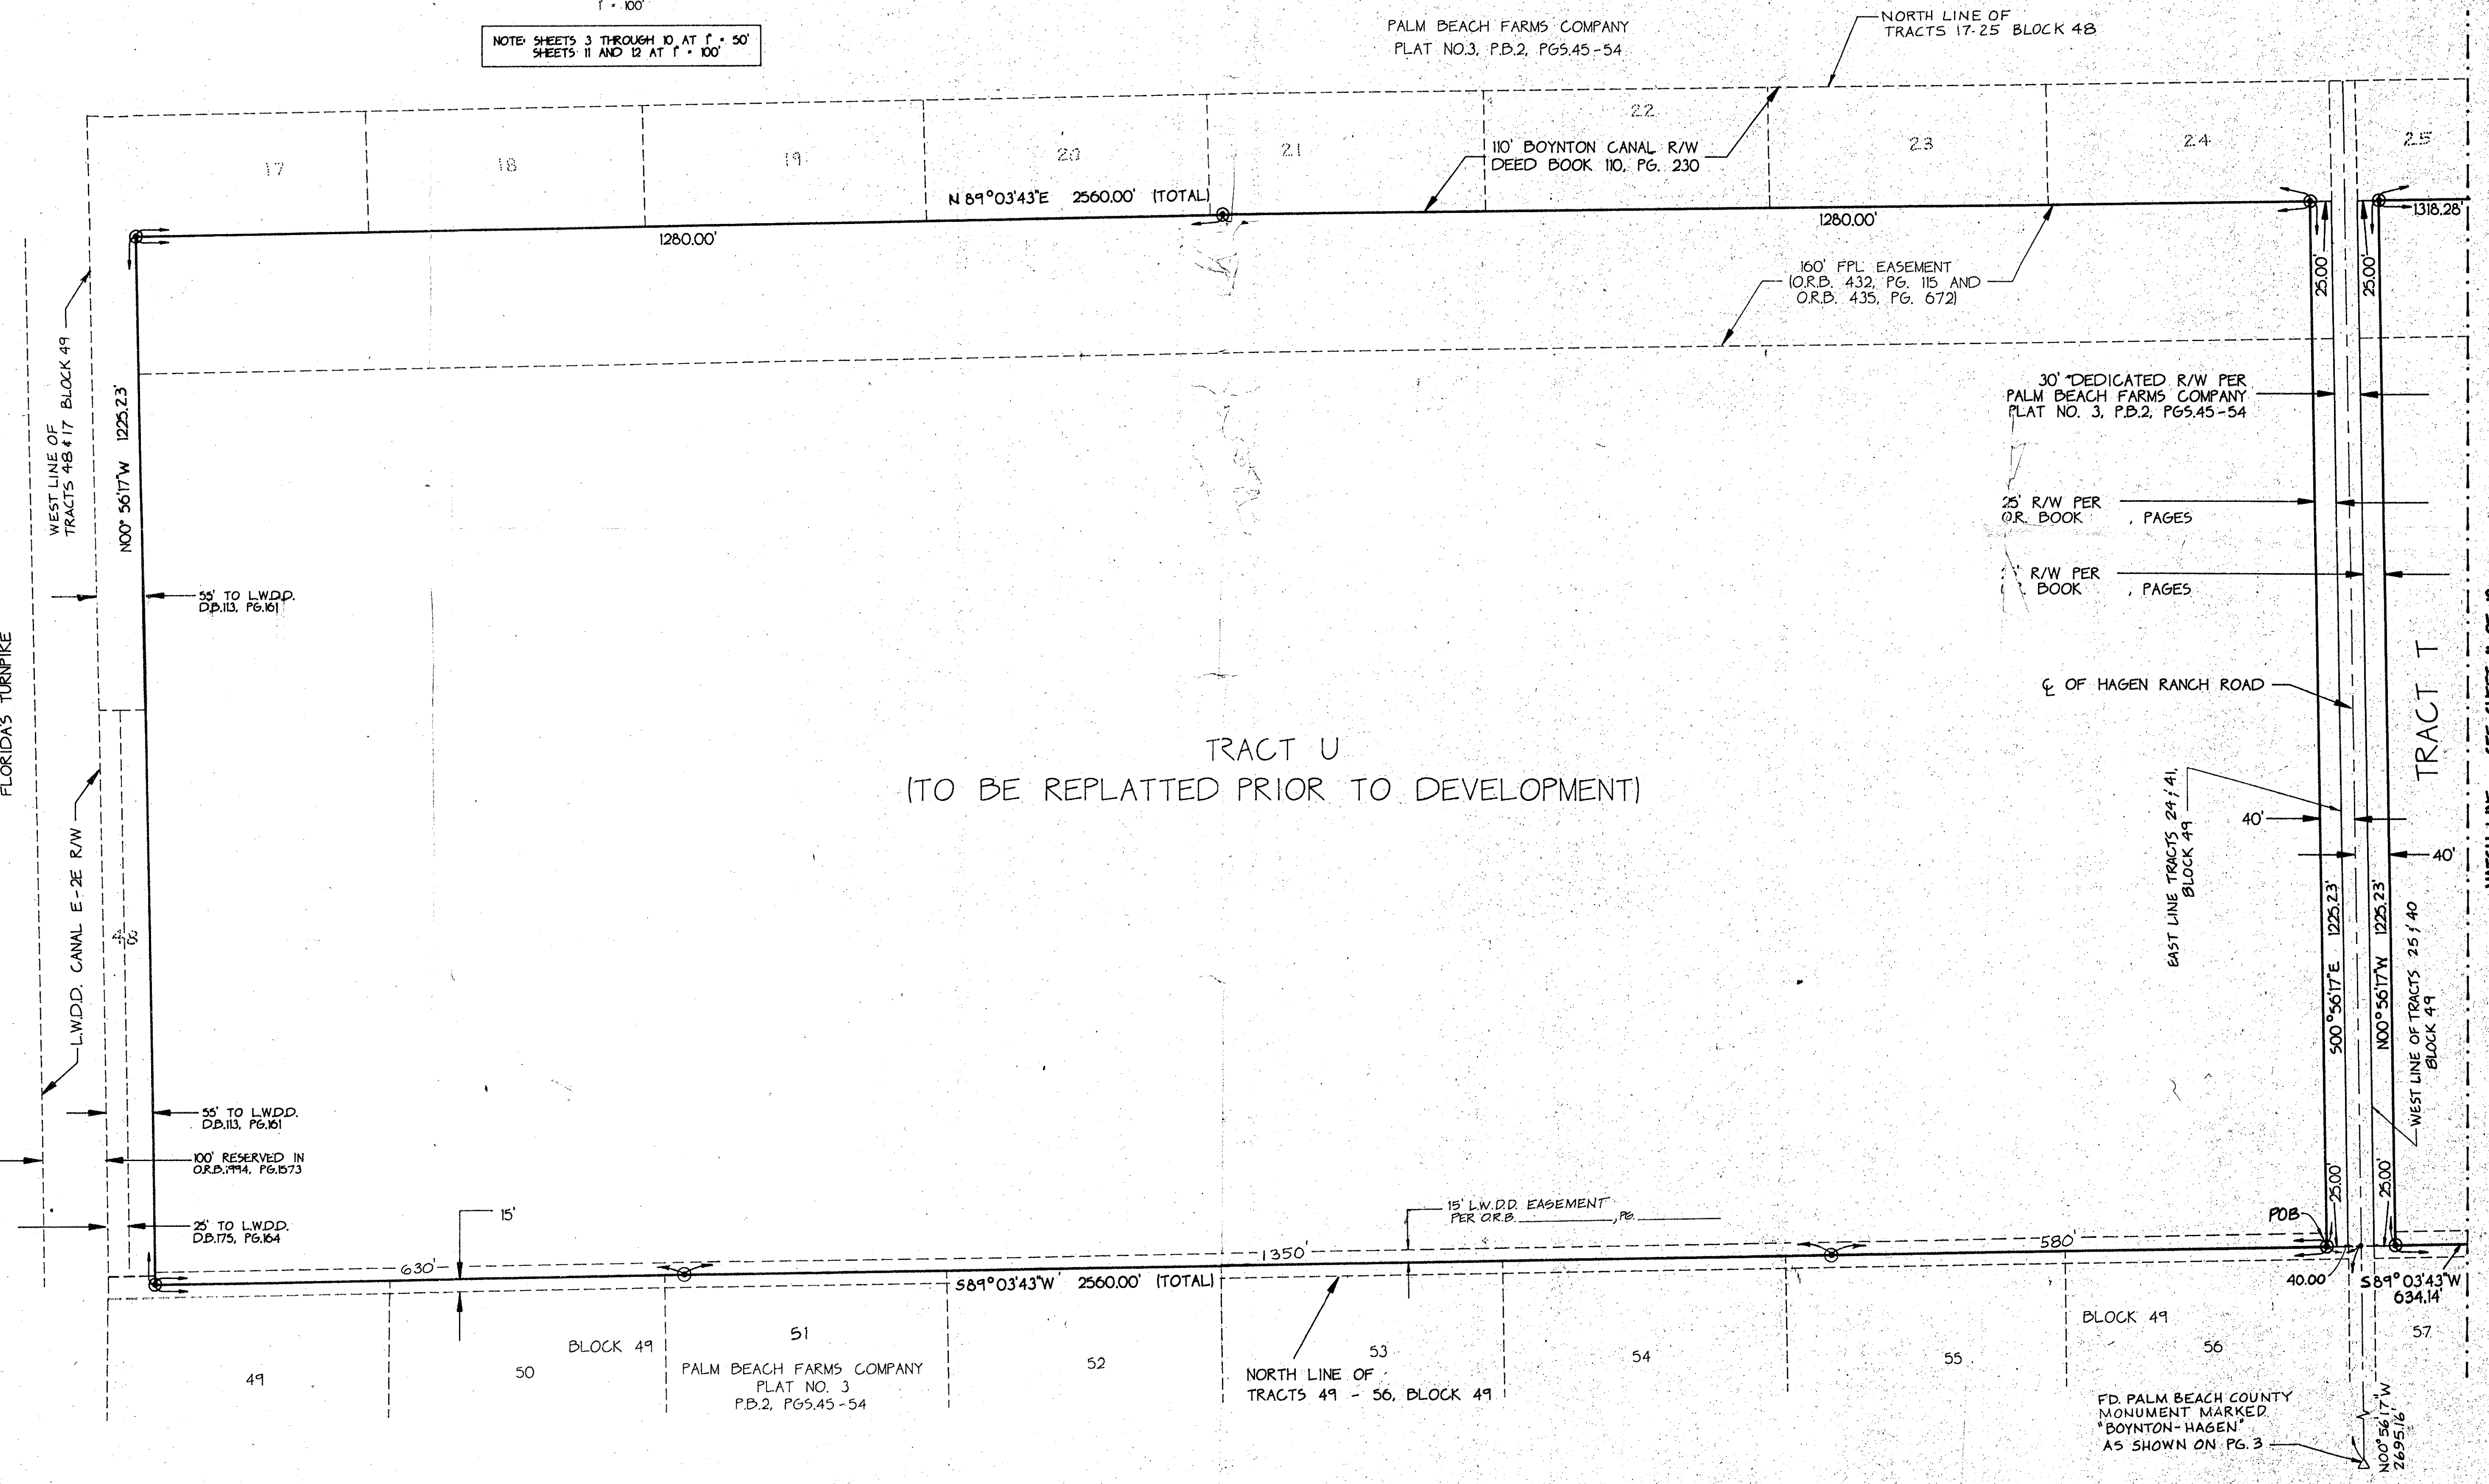 1" = 100'
NOTE: SHEETS 3 THROUGH 10 AT 1" = 50'
SHEETS 11 AND 12 AT 1" = 100'
PALM BEACH FARMS COMPANY
PLAT NO.3, P.B.2, PGS.45-54
NORTH LINE OF
TRACTS 17-25 BLOCK 48
17
18
19
20
21
22
23
24
25
110' BOYNTON CANAL R/W
DEED BOOK 110, PG. 230
N 89°03'43"E 2560.00' (TOTAL)
1280.00'
1280.00'
1318.28'
25.00'
25.00'
160' FPL EASEMENT
(O.R.B. 432, PG. 115 AND
O.R.B. 435, PG. 672)
WEST LINE OF
TRACTS 48 & 17 BLOCK 49
N00° 56'17"W 1225.23'
30' DEDICATED R/W PER
PALM BEACH FARMS COMPANY
PLAT NO. 3, P.B.2, PGS.45-54
25' R/W PER
O.R. BOOK , PAGES
R/W PER
BOOK , PAGES
55' TO L.W.D.D.
D.B.113, PG.161
FLORIDA'S TURNPIKE
℄ OF HAGEN RANCH ROAD
TRACT T
TRACT U
(TO BE REPLATTED PRIOR TO DEVELOPMENT)
EAST LINE TRACTS 24 & 41,
BLOCK 49
40'
40'
L.W.D.D. CANAL E-2E R/W
48
S00°56'17"E 1225.23'
N00°56'17"W 1225.23'
WEST LINE OF TRACTS 25 & 40
BLOCK 49
55' TO L.W.D.D.
D.B.113, PG.161
100' RESERVED IN
O.R.B.1994, PG.1573
25' TO L.W.D.D.
D.B.175, PG.164
15'
15' L.W.D.D. EASEMENT
PER O.R.B. , PG.
25.00'
25.00'
POB
630'
1350'
580'
S89°03'43"W 2560.00' (TOTAL)
40.00
S89°03'43"W
634.14'
BLOCK 49
49
50
51
PALM BEACH FARMS COMPANY
PLAT NO. 3
P.B.2, PGS.45-54
52
53
NORTH LINE OF
TRACTS 49 - 56, BLOCK 49
54
55
BLOCK 49
56
57
FD. PALM BEACH COUNTY
MONUMENT MARKED
"BOYNTON-HAGEN"
AS SHOWN ON PG. 3
N00°56'17"W
2695.16'